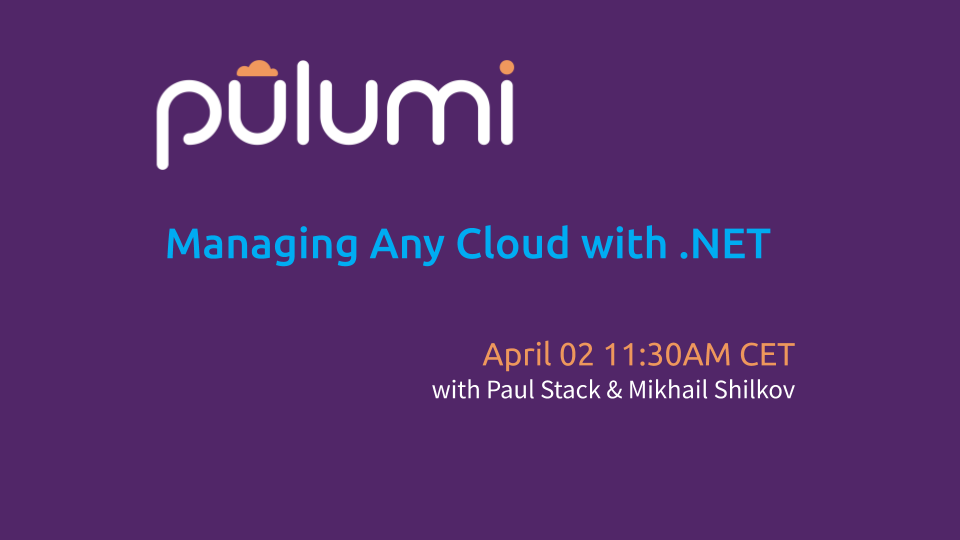 pulumi
Managing Any Cloud with .NET
April 02 11:30AM CET
with Paul Stack & Mikhail Shilkov